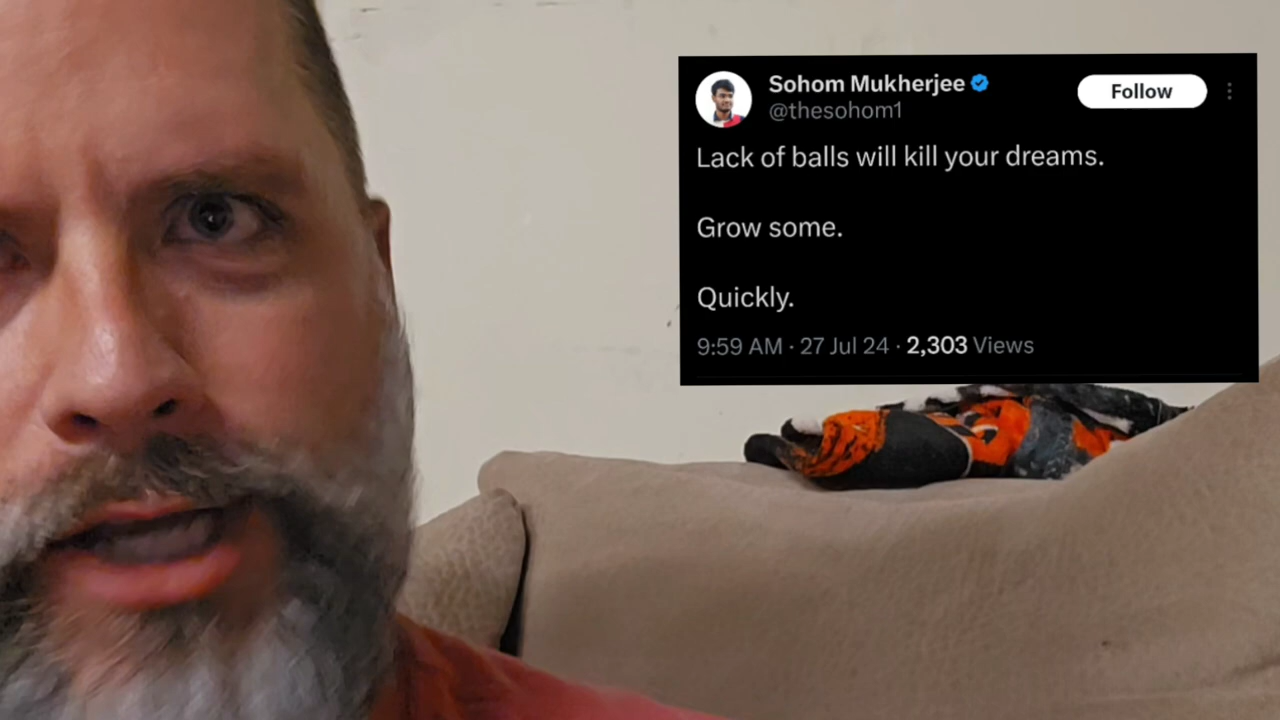 Sohom Mukherjee
Follow
@thesohom1
Lack of balls will kill your dreams.
Grow some.
Quickly.
9:59 AM · 27 Jul 24 · 2,303 Views